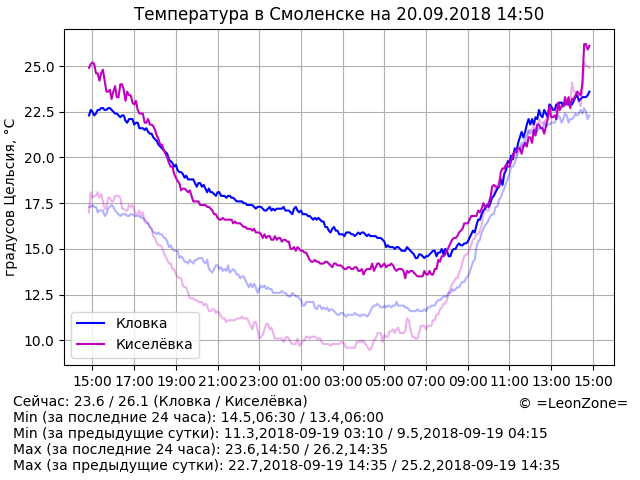 Температура в Смоленске на 20.09.2018 14:50
градусов Цельсия, °C
25.0
22.5
20.0
17.5
15.0
12.5
10.0
Кловка
Киселёвка
15:00 17:00 19:00 21:00 23:00 01:00 03:00 05:00 07:00 09:00 11:00 13:00 15:00
Сейчас: 23.6 / 26.1 (Кловка / Киселёвка)
© =LeonZone=
Min (за последние 24 часа): 14.5,06:30 / 13.4,06:00
Min (за предыдущие сутки): 11.3,2018-09-19 03:10 / 9.5,2018-09-19 04:15
Max (за последние 24 часа): 23.6,14:50 / 26.2,14:35
Max (за предыдущие сутки): 22.7,2018-09-19 14:35 / 25.2,2018-09-19 14:35